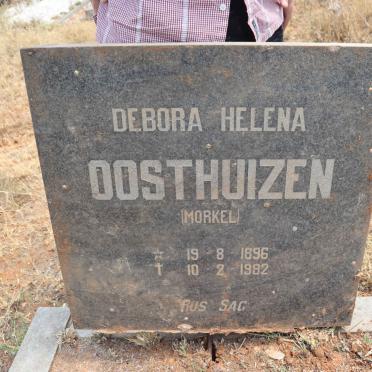 DEBORA HELENA
OOSTHUIZEN
(MORKEL)
☆ 19 8 1896
† 10 2 1982
RUS SAG